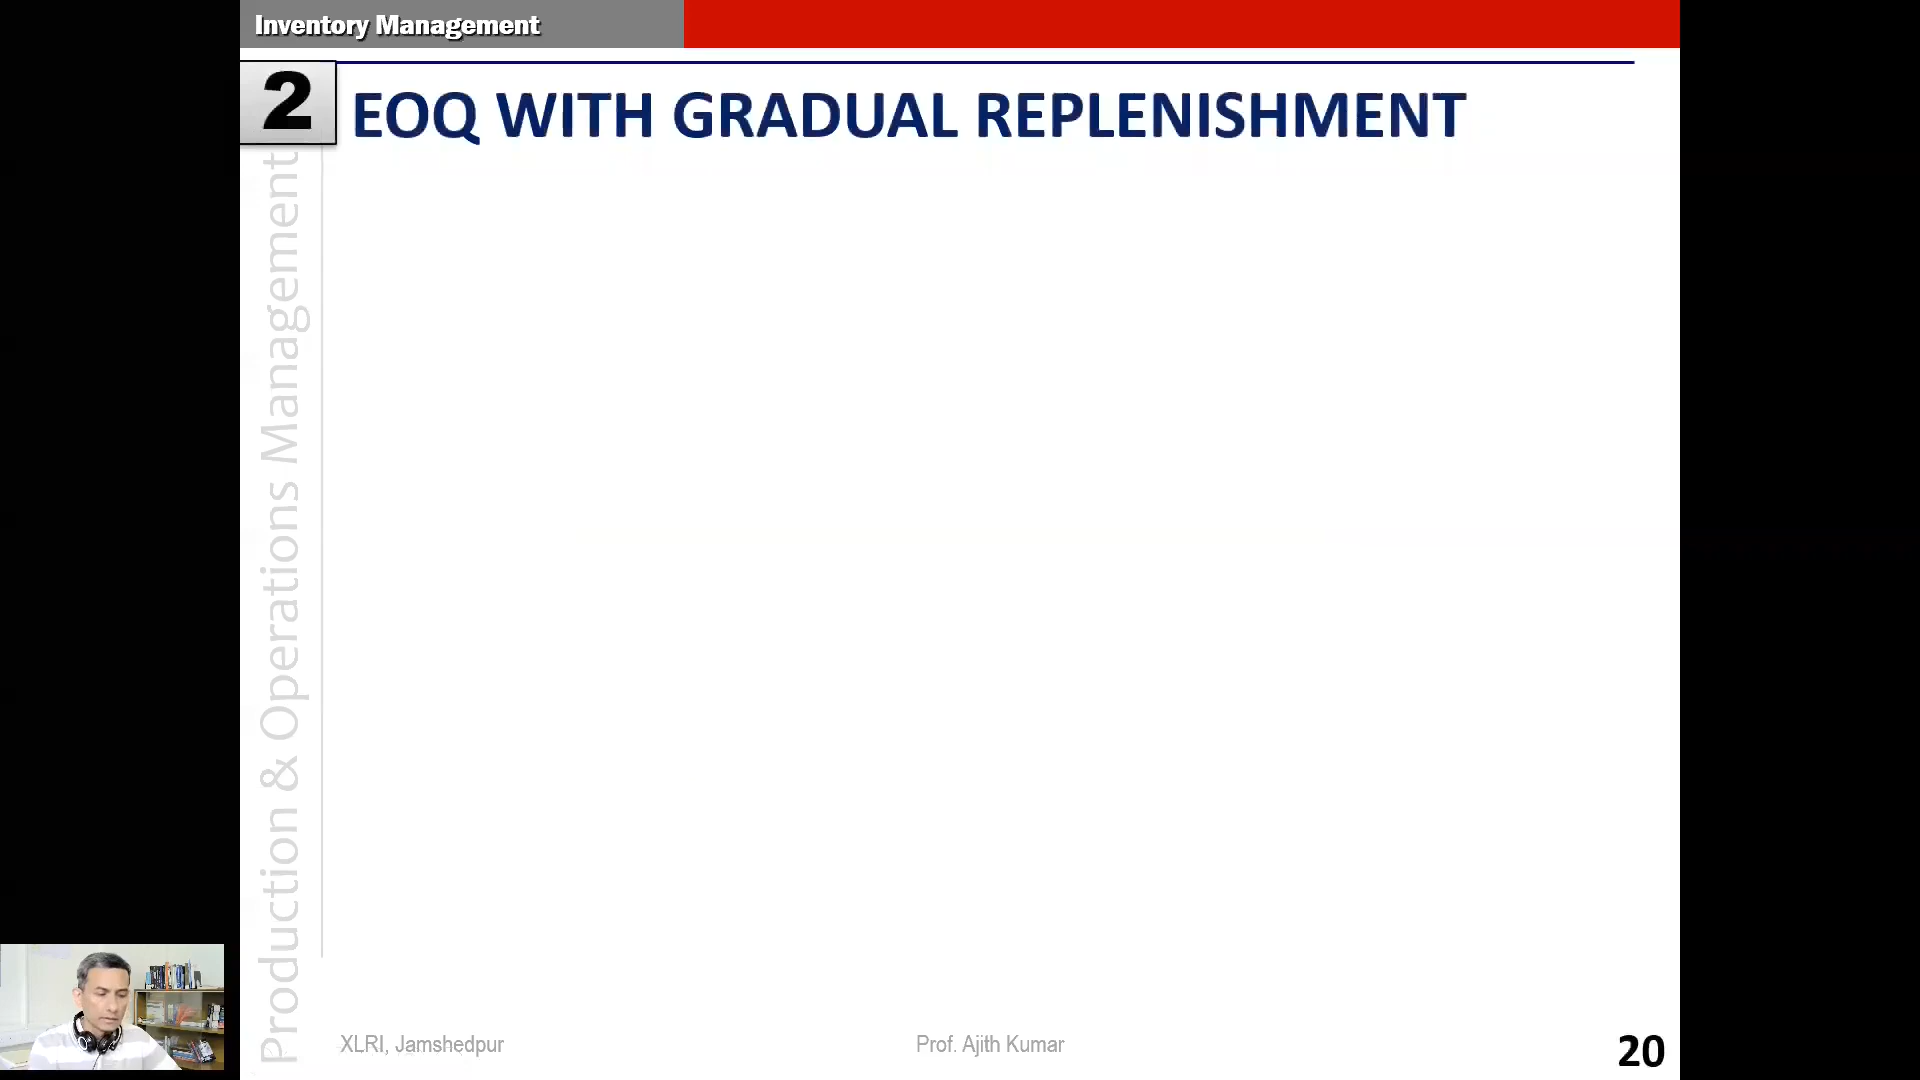 Inventory Management
2
EOQ WITH GRADUAL REPLENISHMENT
Production & Operations Management
XLRI, Jamshedpur
Prof. Ajith Kumar
20